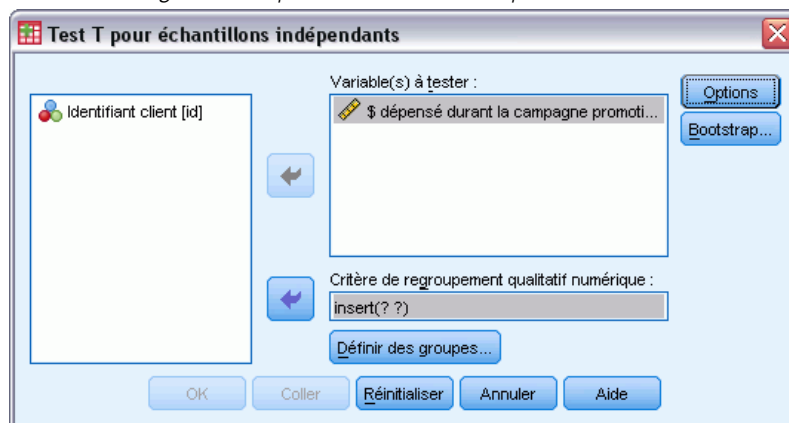 Test T pour échantillons indépendants
Identifiant client [id]
Variable(s) à tester :
$ dépensé durant la campagne promoti...
Options
Bootstrap...
Critère de regroupement qualitatif numérique :
insert(? ?)
Définir des groupes...
OK
Coller
Réinitialiser
Annuler
Aide